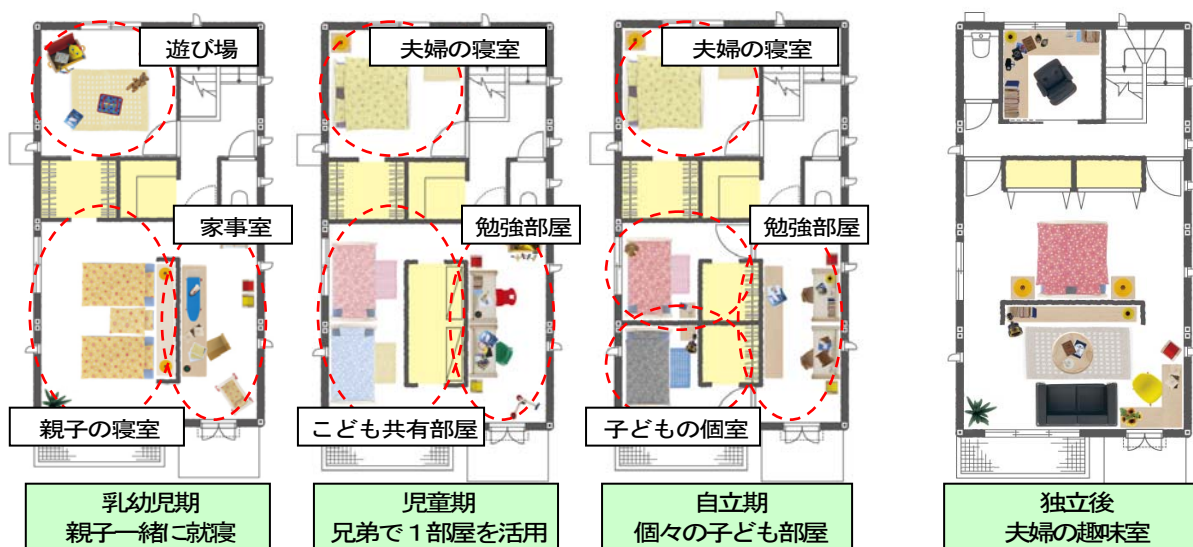 遊び場
夫婦の寝室
夫婦の寝室
家事室
勉強部屋
勉強部屋
親子の寝室
こども共有部屋
子どもの個室
乳幼児期
親子一緒に就寝
児童期
兄弟で１部屋を活用
自立期
個々の子ども部屋
独立後
夫婦の趣味室